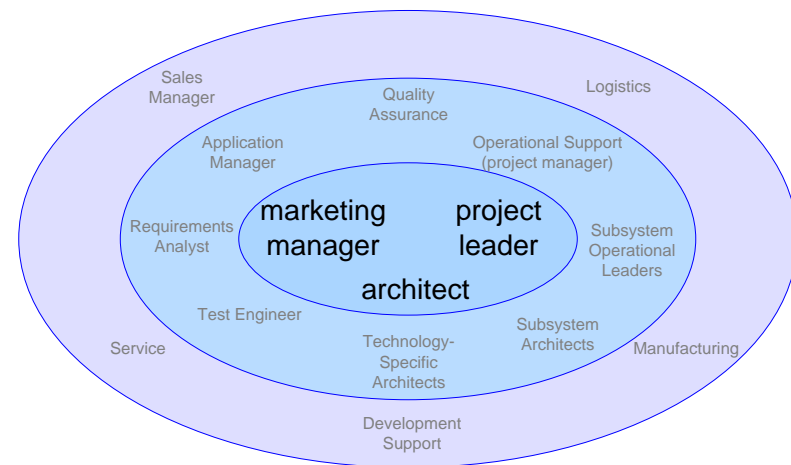 Sales
Manager
Logistics
Quality
Assurance
Application
Manager
Operational Support
(project manager)
marketing
manager
project
leader
Requirements
Analyst
Subsystem
Operational
Leaders
architect
Test Engineer
Subsystem
Architects
Service
Technology-
Specific
Architects
Manufacturing
Development
Support